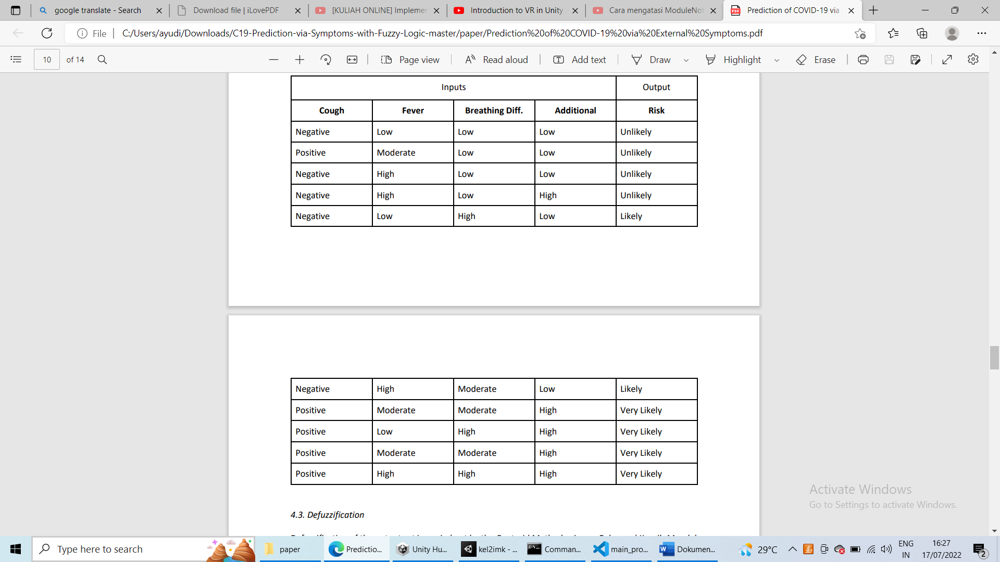 google translate - Search
Download file | iLovePDF
[KULIAH ONLINE] Implemen
Introduction to VR in Unity
Cara mengatasi ModuleNot
Prediction of COVID-19 via
File
C:/Users/ayudi/Downloads/C19-Prediction-via-Symptoms-with-Fuzzy-Logic-master/paper/Prediction%20of%20COVID-19%20via%20External%20Symptoms.pdf
10 of 14
Page view
Read aloud
Add text
Draw
Highlight
Erase
Inputs Output
Cough Fever Breathing Diff. Additional Risk
Negative Low Low Low Unlikely
Positive Moderate Low Low Unlikely
Negative High Low Low Unlikely
Negative High Low High Unlikely
Negative Low High Low Likely
Negative High Moderate Low Likely
Positive Moderate Moderate High Very Likely
Positive Low High High Very Likely
Positive Moderate Moderate High Very Likely
Positive High High High Very Likely
4.3. Defuzzification
Activate Windows
Go to Settings to activate Windows.
Type here to search
paper
Predictio...
Unity Hu...
kel2imk - ...
Comman...
main_pro...
Dokumen...
29°C
ENG
IN
16:27
17/07/2022
2